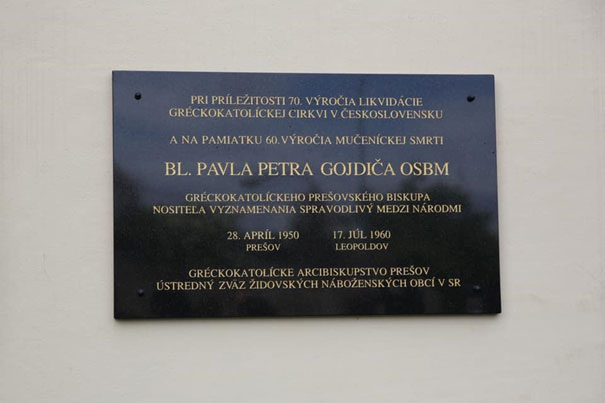 PRI PRÍLEŽITOSTI 70. VÝROČIA LIKVIDÁCIE
GRÉCKOKATOLÍCKEJ CIRKVI V ČESKOSLOVENSKU
A NA PAMIATKU 60. VÝROČIA MUČENÍCKEJ SMRTI
BL. PAVLA PETRA GOJDIČA OSBM
GRÉCKOKATOLÍCKEHO PREŠOVSKÉHO BISKUPA
NOSITEĽA VYZNAMENANIA SPRAVODLIVÝ MEDZI NÁRODMI
28. APRÍL 1950 17. JÚL 1960
PREŠOV LEOPOLDOV
GRÉCKOKATOLÍCKE ARCIBISKUPSTVO PREŠOV
ÚSTREDNÝ ZVÄZ ŽIDOVSKÝCH NÁBOŽENSKÝCH OBCÍ V SR